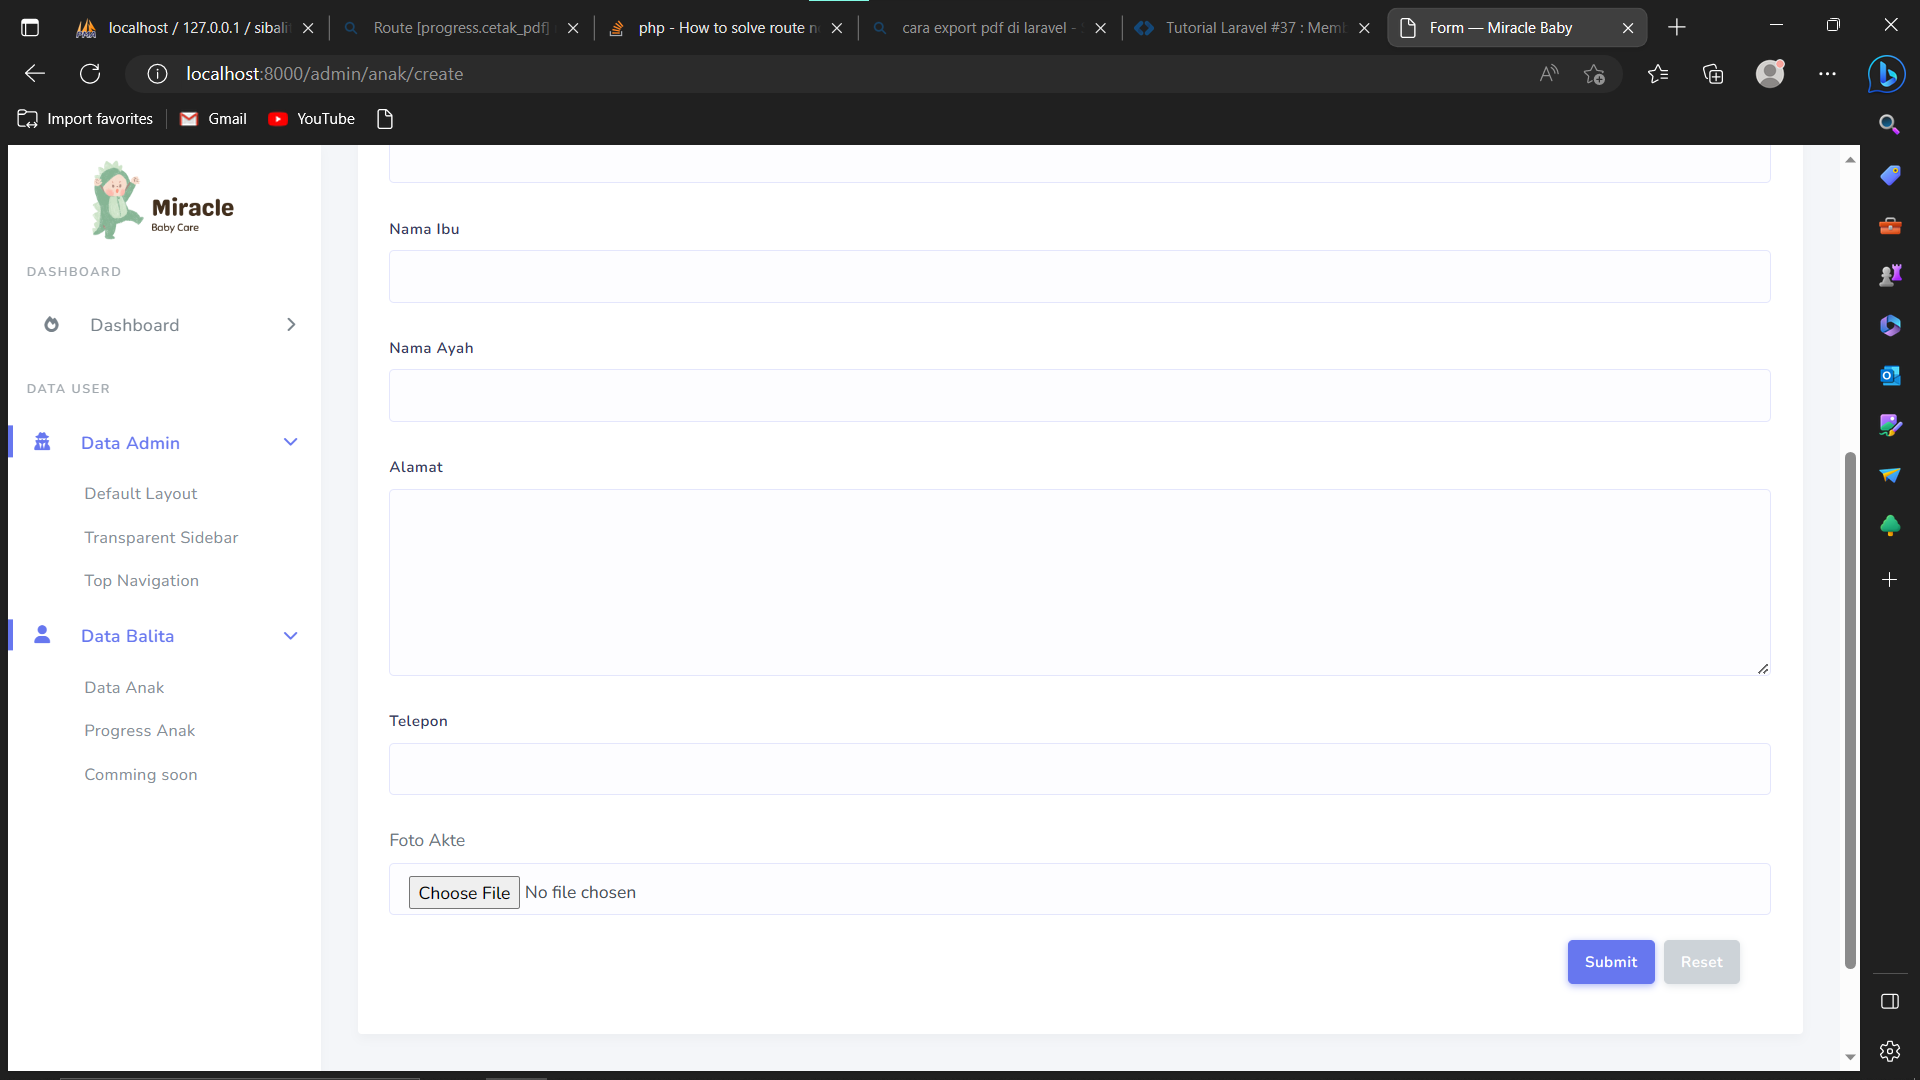 localhost / 127.0.0.1 / sibali
Route [progress.cetak_pdf]
php - How to solve route n
cara export pdf di laravel -
Tutorial Laravel #37 : Memb
Form — Miracle Baby
localhost:8000/admin/anak/create
Import favorites
Gmail
YouTube
Miracle
Baby Care
DASHBOARD
Dashboard
DATA USER
Data Admin
Default Layout
Transparent Sidebar
Top Navigation
Data Balita
Data Anak
Progress Anak
Comming soon
Nama Ibu
Nama Ayah
Alamat
Telepon
Foto Akte
Choose File No file chosen
Submit
Reset